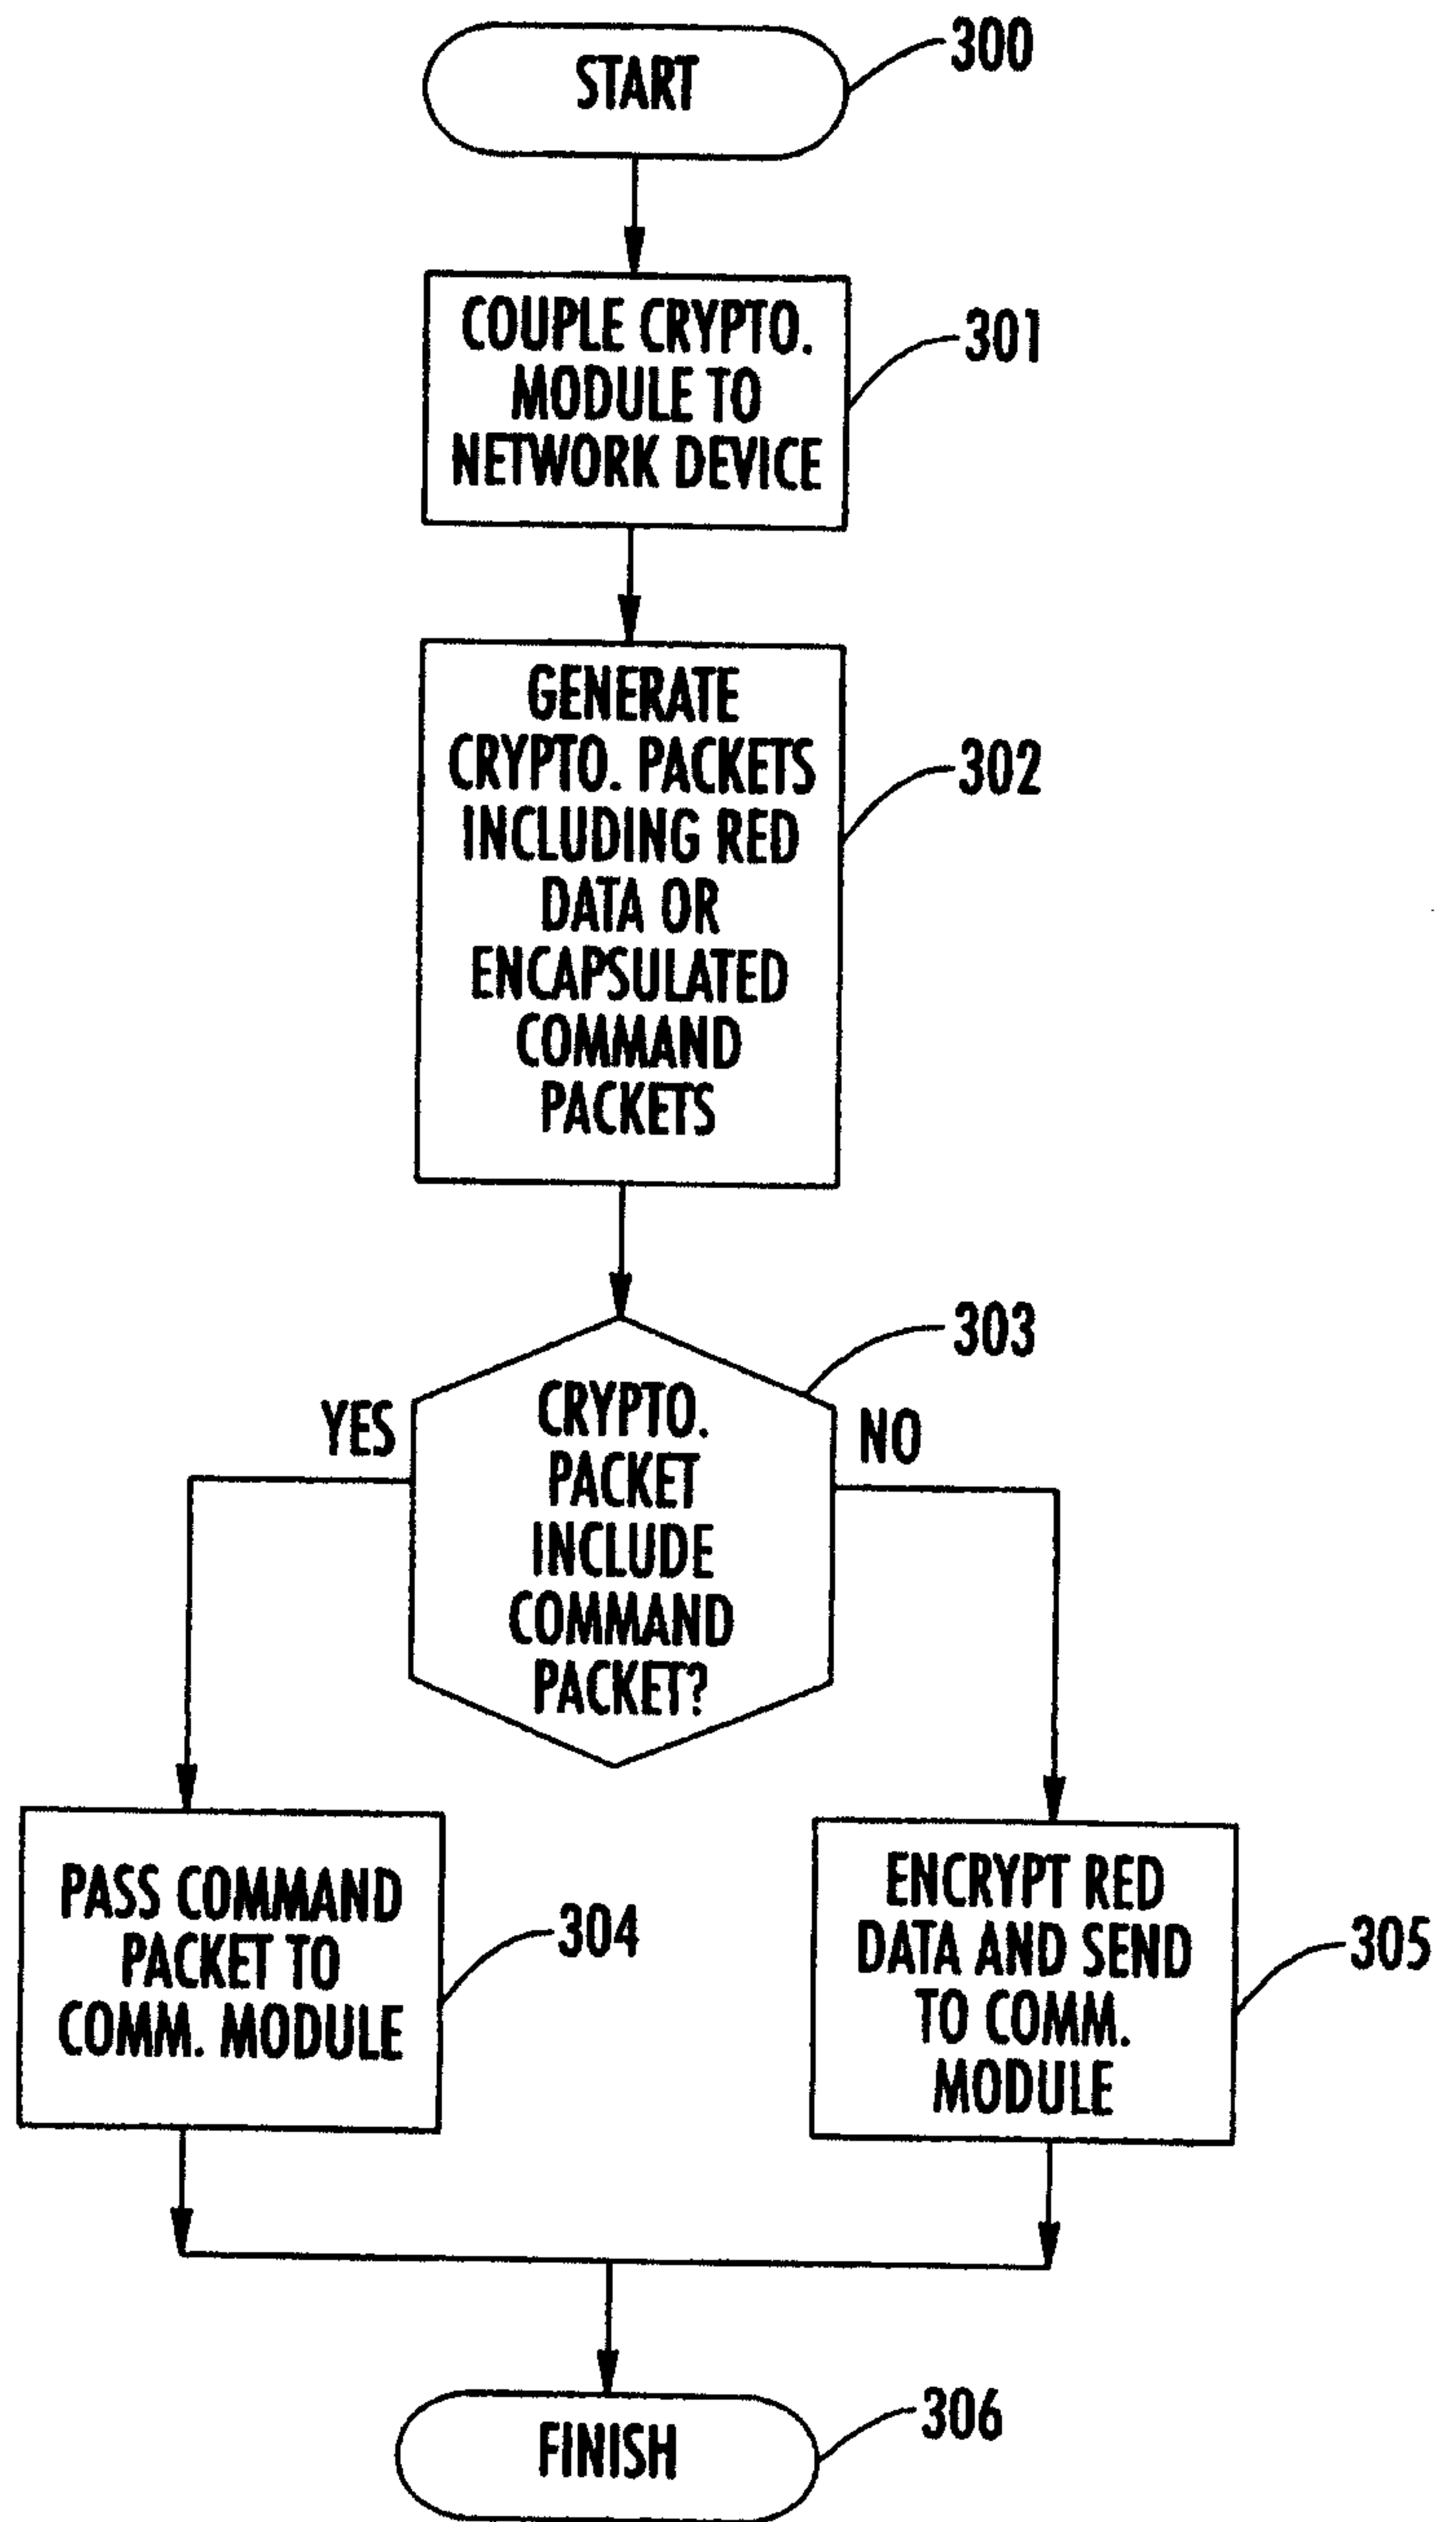 START
300
COUPLE CRYPTO.
MODULE TO
NETWORK DEVICE
301
GENERATE
CRYPTO. PACKETS
INCLUDING RED
DATA OR
ENCAPSULATED
COMMAND
PACKETS
302
303
YES
NO
CRYPTO.
PACKET
INCLUDE
COMMAND
PACKET?
PASS COMMAND
PACKET TO
COMM. MODULE
304
ENCRYPT RED
DATA AND SEND
TO COMM.
MODULE
305
FINISH
306